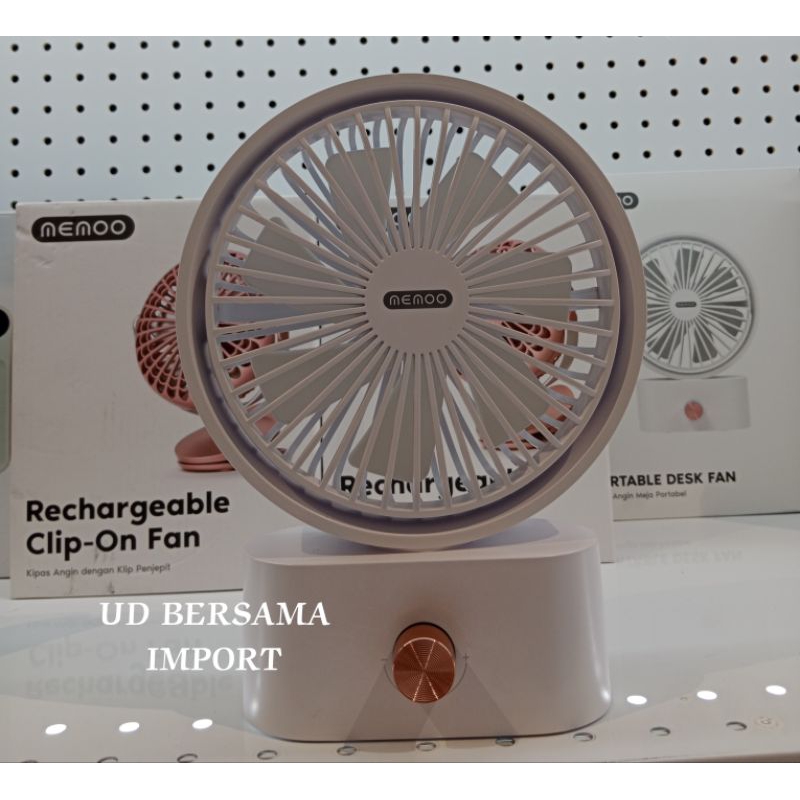 MEMOO
MEMOO
Rechargeable
Clip-On Fan
Kipas Angin dengan Klip Penjepit
RTABLE DESK FAN
Angin Meja Portabel
UD BERSAMA
IMPORT